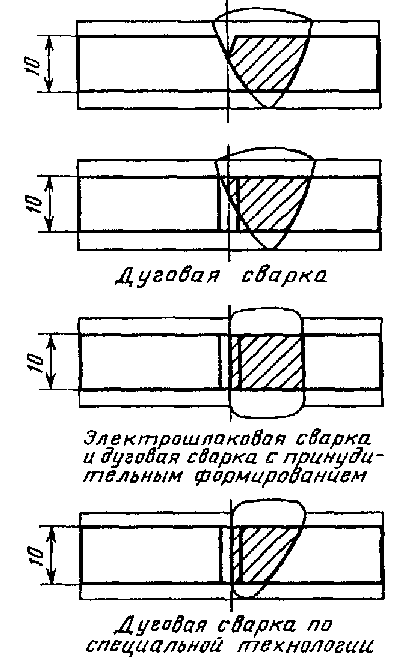 10
10
Дуговая сварка
10
Электрошлаковая сварка
и дуговая сварка с принуди-
тельным формированием
10
Дуговая сварка по
специальной технологии